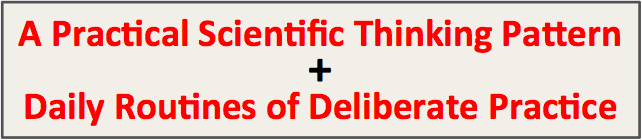 A Practical Scientific Thinking Pattern
+
Daily Routines of Deliberate Practice